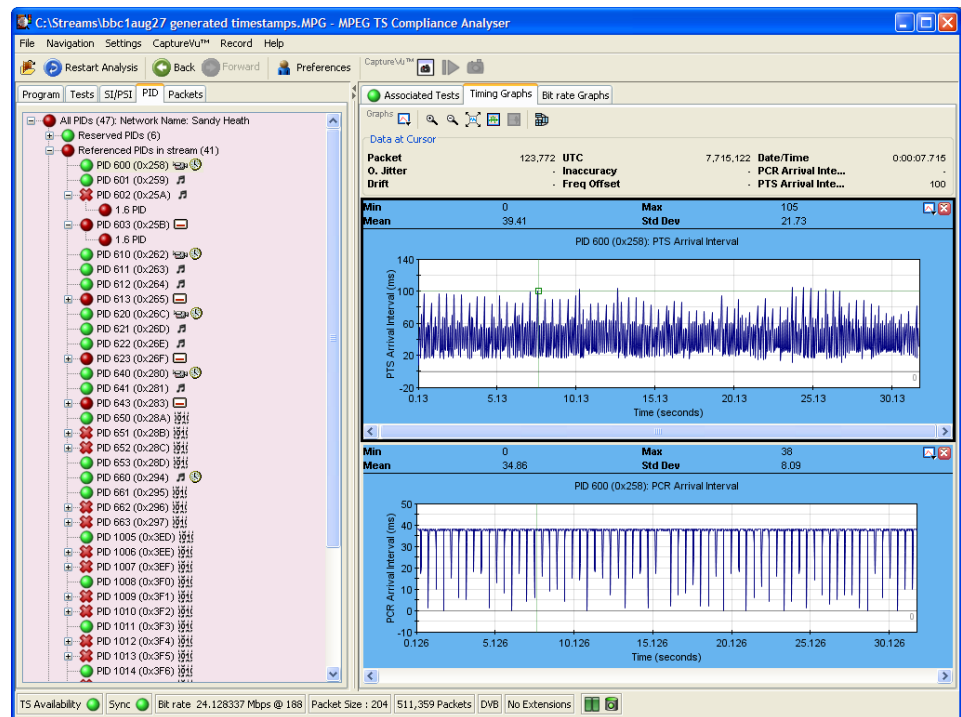 C:\Streams\bbc1aug27 generated timestamps.MPG - MPEG TS Compliance Analyser
File Navigation Settings CaptureVu™ Record Help
Restart Analysis Back Forward Preferences CaptureVu™
Program Tests SI/PSI PID Packets
All PIDs (47): Network Name: Sandy Heath
Reserved PIDs (6)
Referenced PIDs in stream (41)
PID 600 (0x258)
PID 601 (0x259)
PID 602 (0x25A)
1.6 PID
PID 603 (0x25B)
1.6 PID
PID 610 (0x262)
PID 611 (0x263)
PID 612 (0x264)
PID 613 (0x265)
PID 620 (0x26C)
PID 621 (0x26D)
PID 622 (0x26E)
PID 623 (0x26F)
PID 640 (0x280)
PID 641 (0x281)
PID 643 (0x283)
PID 650 (0x28A)
PID 651 (0x28B)
PID 652 (0x28C)
PID 653 (0x28D)
PID 660 (0x294)
PID 661 (0x295)
PID 662 (0x296)
PID 663 (0x297)
PID 1005 (0x3ED)
PID 1006 (0x3EE)
PID 1007 (0x3EF)
PID 1008 (0x3F0)
PID 1009 (0x3F1)
PID 1010 (0x3F2)
PID 1011 (0x3F3)
PID 1012 (0x3F4)
PID 1013 (0x3F5)
PID 1014 (0x3F6)
Associated Tests Timing Graphs Bit rate Graphs
Graphs
Data at Cursor
Packet 123,772 UTC 7,715,122 Date/Time 0:00:07.715
O. Jitter - Inaccuracy - PCR Arrival Inte... -
Drift - Freq Offset - PTS Arrival Inte... 100
Min 0 Max 105
Mean 39.41 Std Dev 21.73
PID 600 (0x258): PTS Arrival Interval
PTS Arrival Interval (ms)
140
100
60
20
-20
0
0.13 5.13 10.13 15.13 20.13 25.13 30.13
Time (seconds)
Min 0 Max 38
Mean 34.86 Std Dev 8.09
PID 600 (0x258): PCR Arrival Interval
PCR Arrival Interval (ms)
50
40
30
20
10
0
-10
0
0.126 5.126 10.126 15.126 20.126 25.126 30.126
Time (seconds)
TS Availability Sync Bit rate 24.128337 Mbps @ 188 Packet Size : 204 511,359 Packets DVB No Extensions